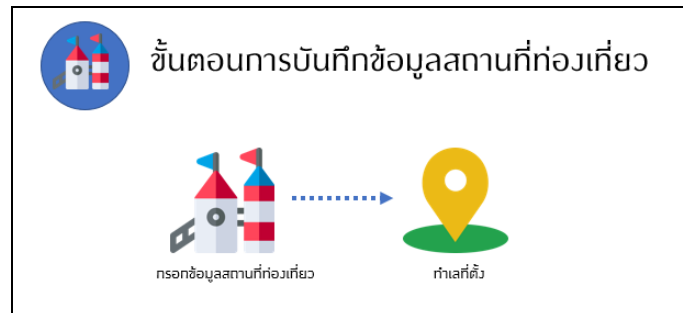 ขั้นตอนการบันทึกข้อมูลสถานที่ท่องเที่ยว
กรอกข้อมูลสถานที่ท่องเที่ยว
ทำเลที่ตั้ง